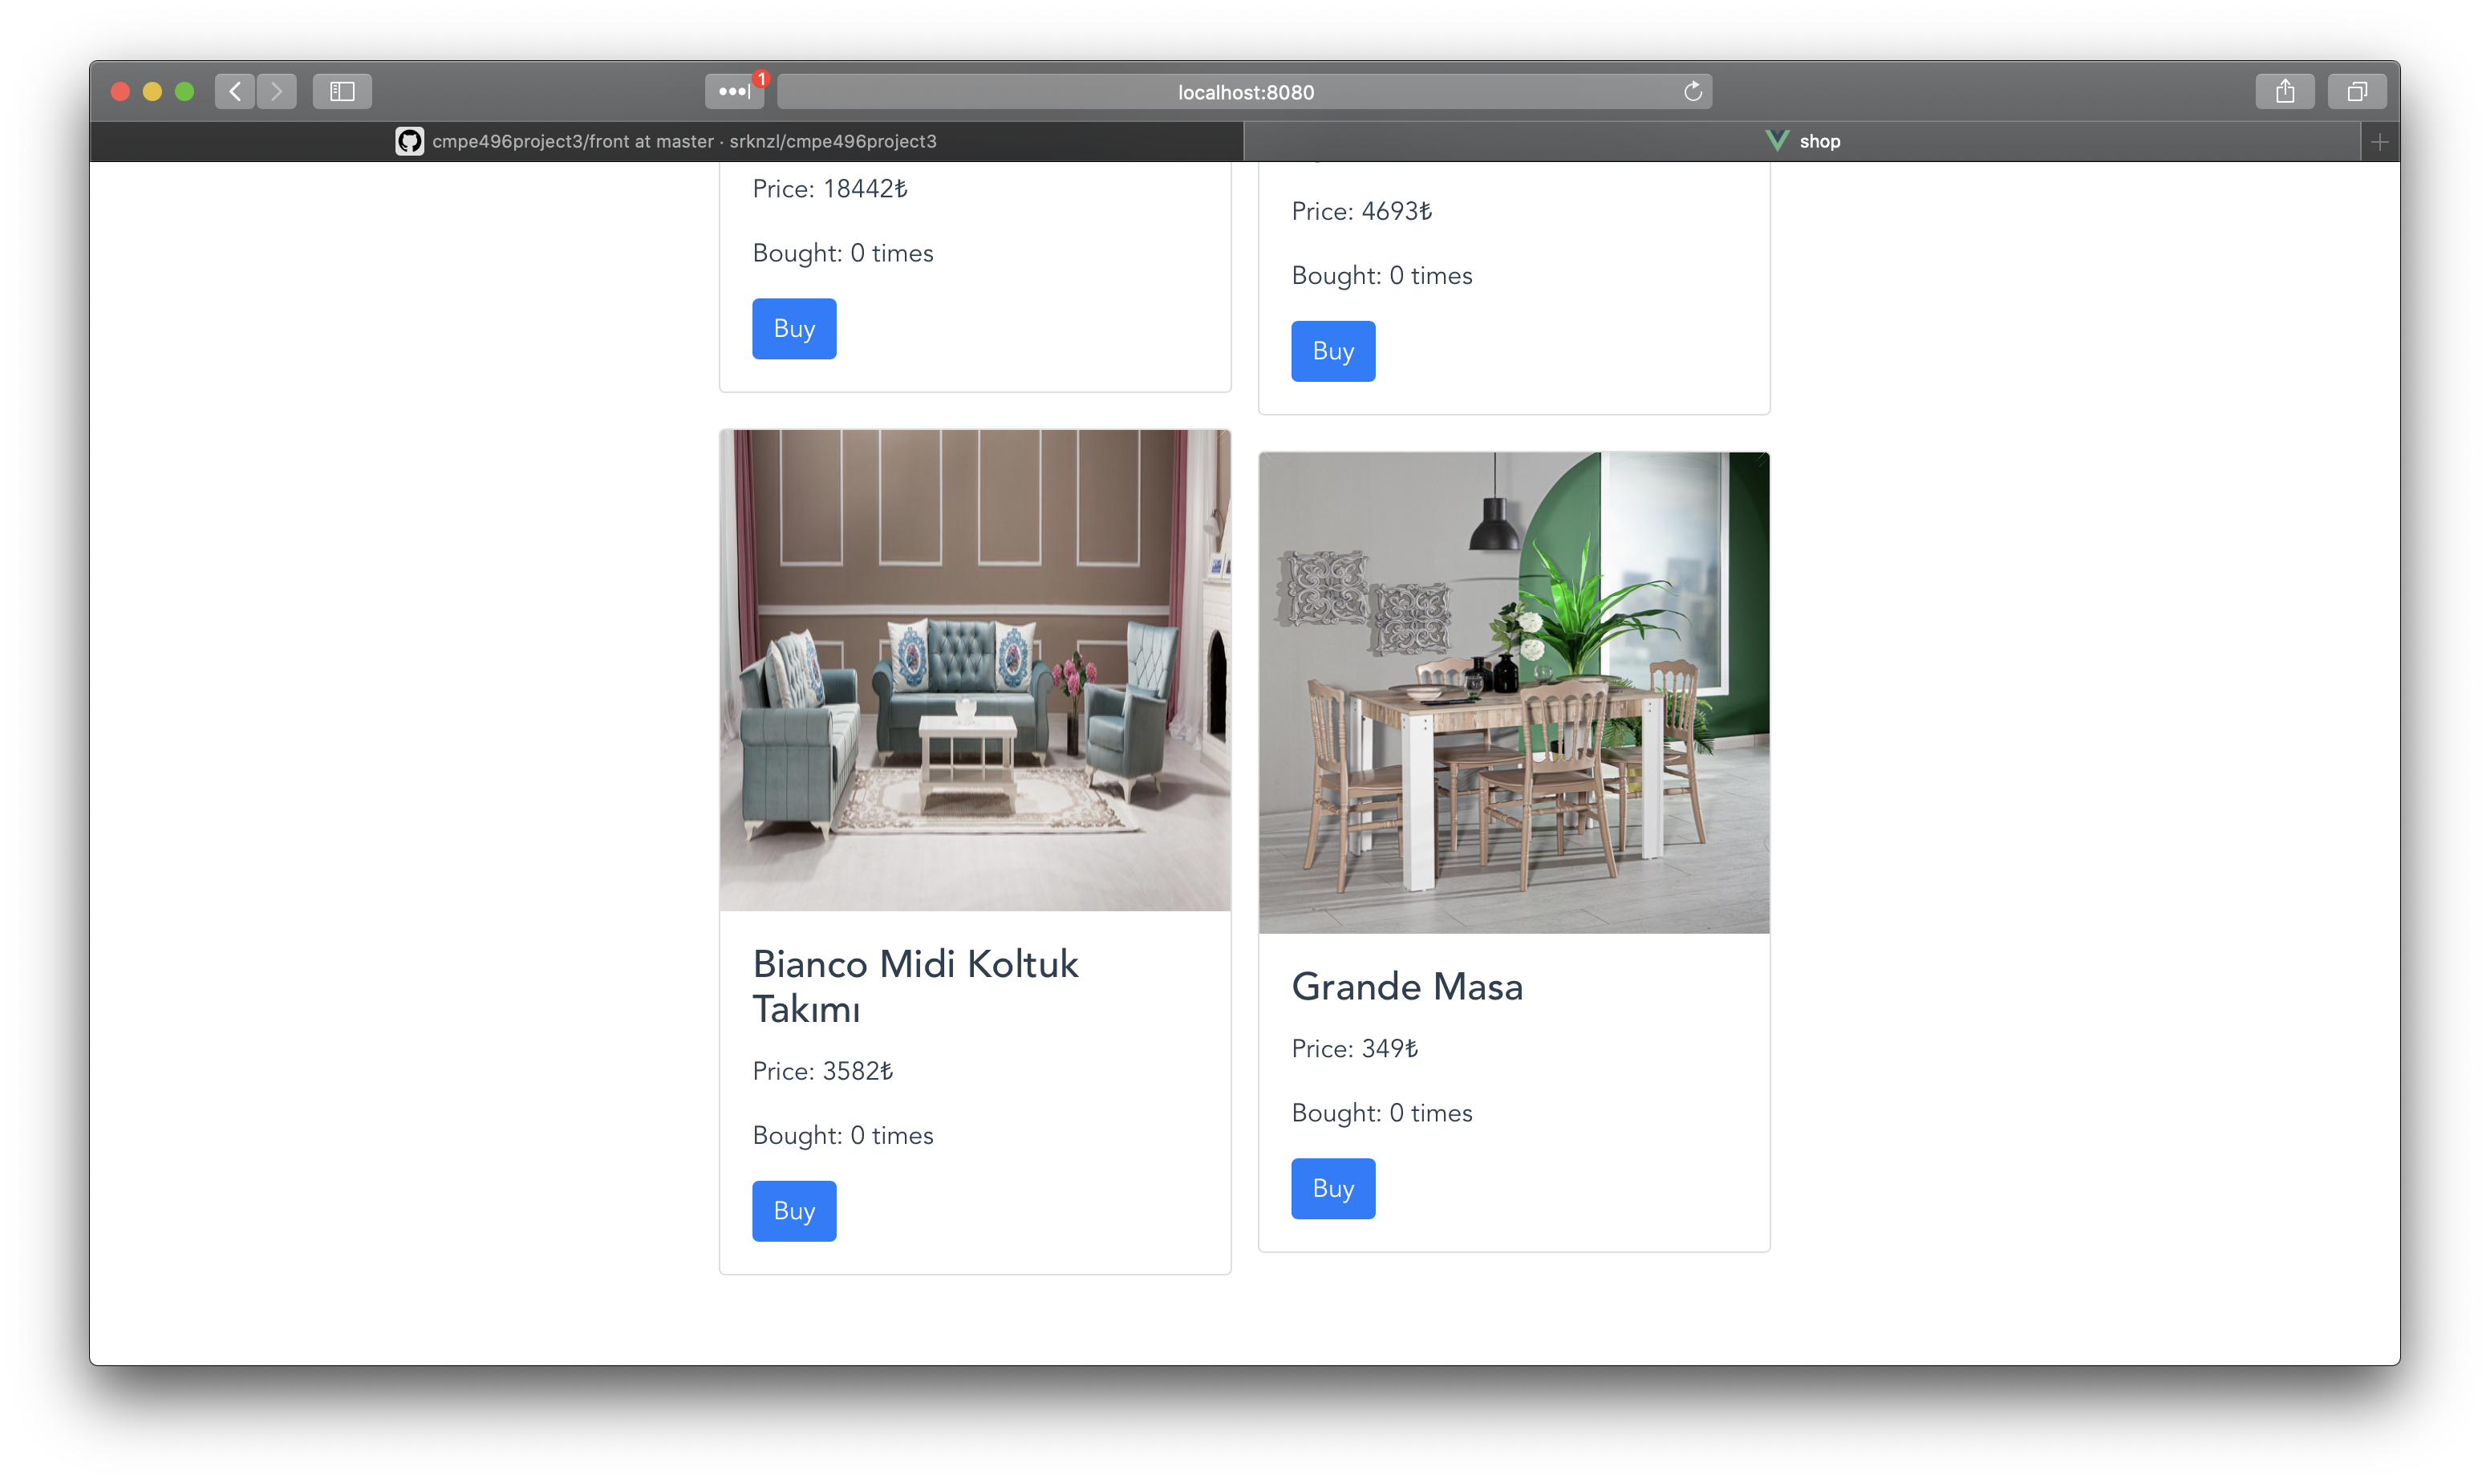 1
localhost:8080
cmpe496project3/front at master · srknzl/cmpe496project3
shop
Price: 18442₺
Bought: 0 times
Buy
Price: 4693₺
Bought: 0 times
Buy
Bianco Midi Koltuk
Takımı
Price: 3582₺
Bought: 0 times
Buy
Grande Masa
Price: 349₺
Bought: 0 times
Buy